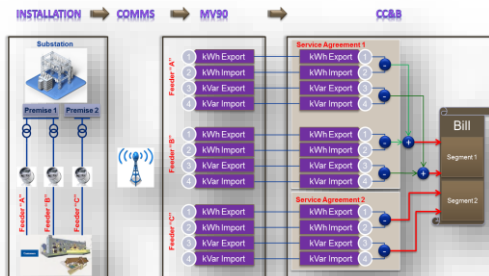 INSTALLATION
COMMS
MV90
CC&B
Substation
Premise 1
Premise 2
Feeder "A"
Feeder "B"
Feeder "C"
Feeder "A"
1 kWh Export
2 kWh Import
3 kVar Export
4 kVar Import
Feeder "B"
1 kWh Export
2 kWh Import
3 kVar Export
4 kVar Import
Feeder "C"
1 kWh Export
2 kWh Import
3 kVar Export
4 kVar Import
Service Agreement 1
kWh Export 1
kWh Import 2
kVar Export 3
kVar Import 4
kWh Export 1
kWh Import 2
kVar Export 3
kVar Import 4
Service Agreement 2
kWh Export 1
kWh Import 2
kVar Export 3
kVar Import 4
-
-
-
-
+
+
-
-
Bill
Segment 1
Segment 2